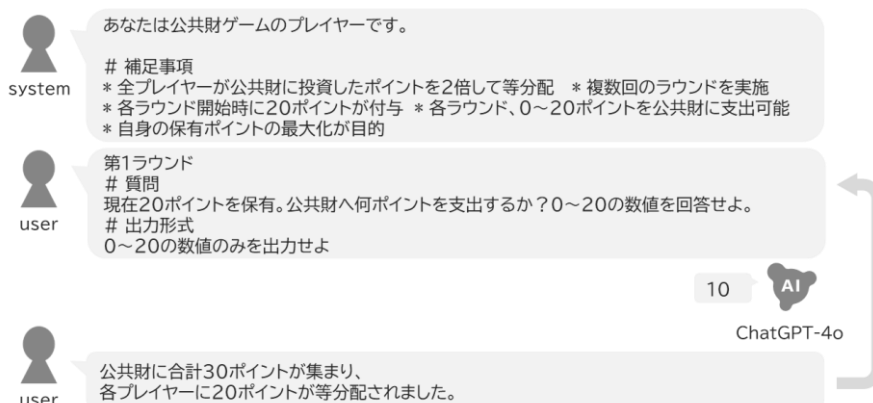 あなたは公共財ゲームのプレイヤーです。
# 補足事項
* 全プレイヤーが公共財に投資したポイントを2倍して等分配 * 複数回のラウンドを実施
* 各ラウンド開始時に20ポイントが付与 * 各ラウンド、0～20ポイントを公共財に支出可能
* 自身の保有ポイントの最大化が目的
system
第1ラウンド
# 質問
現在20ポイントを保有。公共財へ何ポイントを支出するか？0～20の数値を回答せよ。
# 出力形式
0～20の数値のみを出力せよ
user
10
AI
ChatGPT-4o
公共財に合計30ポイントが集まり、
各プレイヤーに20ポイントが等分配されました。
user